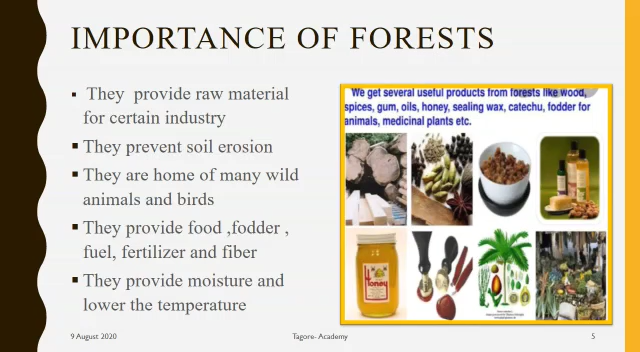 IMPORTANCE OF FORESTS
▪ They provide raw material
for certain industry
▪ They prevent soil erosion
▪ They are home of many wild
animals and birds
▪ They provide food ,fodder ,
fuel, fertilizer and fiber
▪ They provide moisture and
lower the temperature
We get several useful products from forests like wood,
spices, gum, oils, honey, sealing wax, catechu, fodder for
animals, medicinal plants etc.
Honey
9 August 2020
Tagore- Academy
5